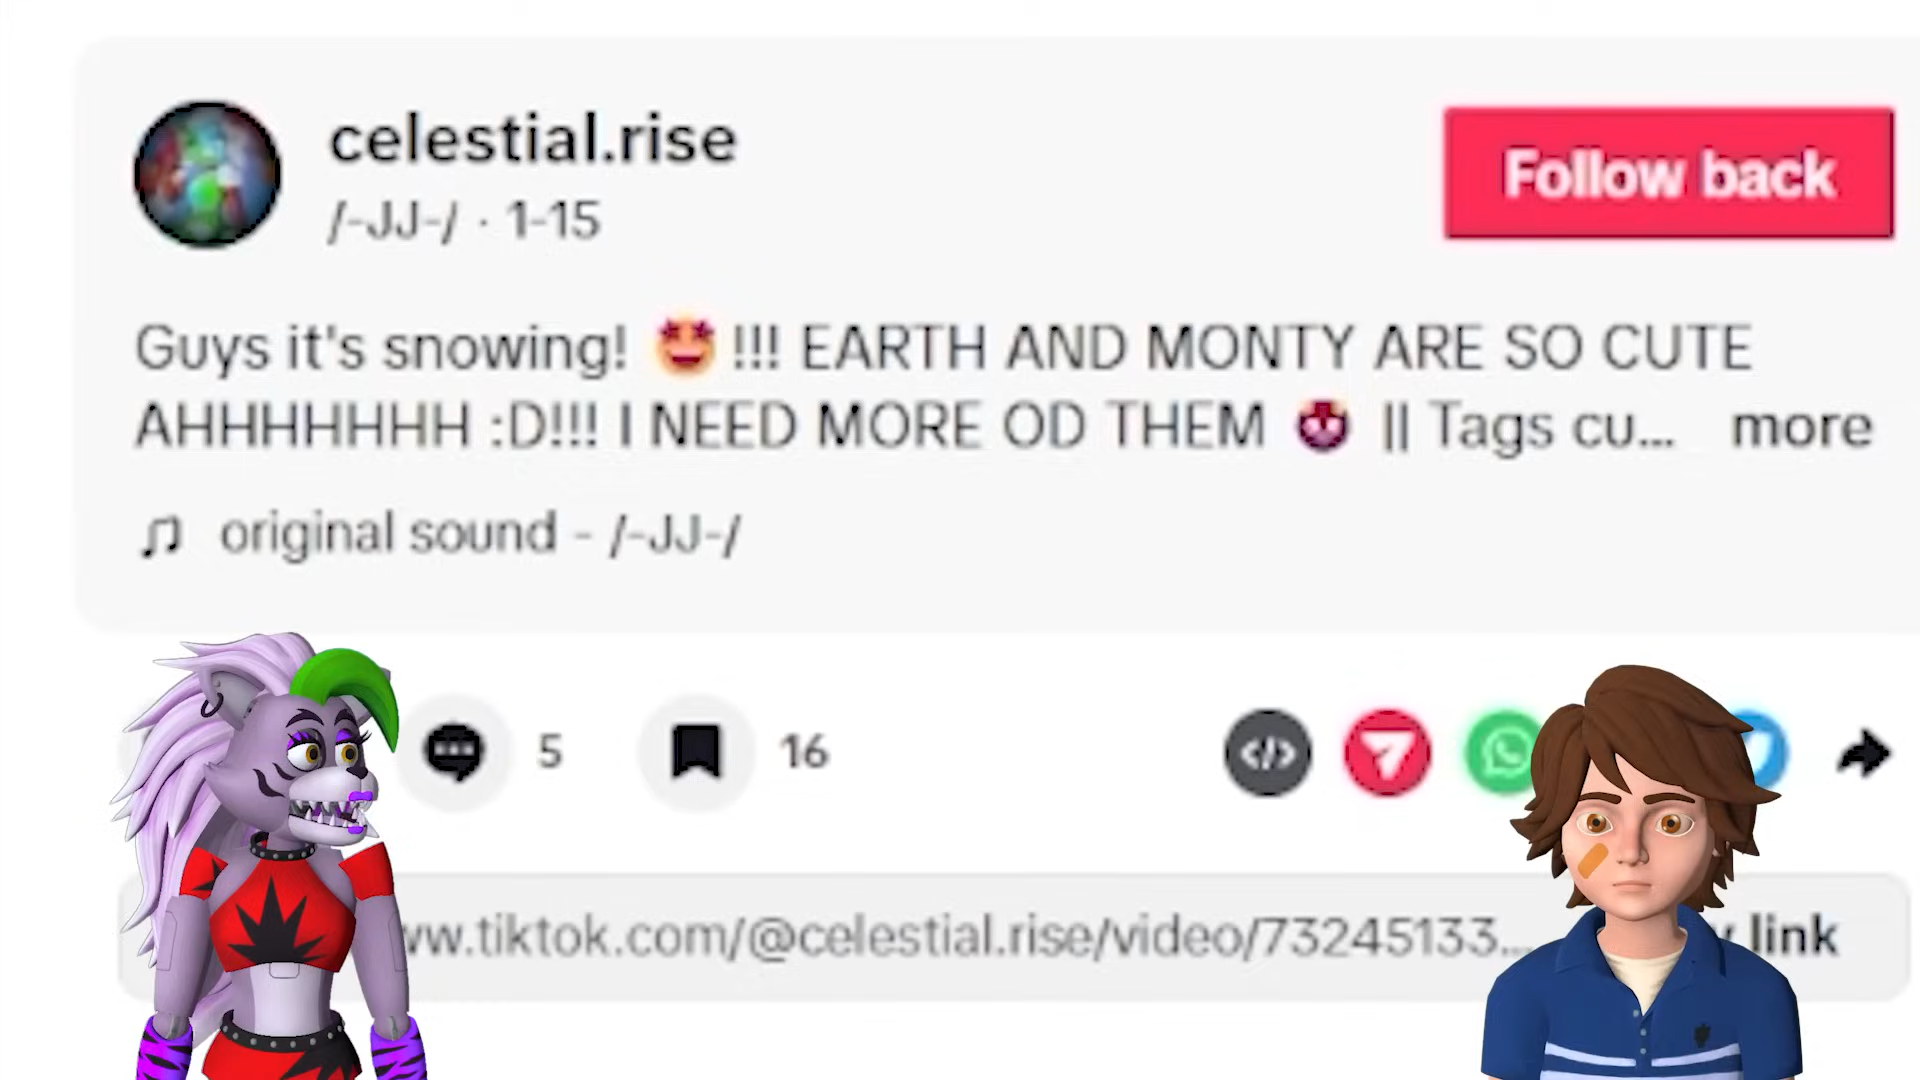 celestial.rise
/-JJ-/ · 1-15
Follow back
Guys it's snowing! 🤩 !!! EARTH AND MONTY ARE SO CUTE
AHHHHHHH :D!!! I NEED MORE OD THEM 😍 || Tags cu... more
original sound - /-JJ-/
5
16
</>
ww.tiktok.com/@celestial.rise/video/73245133...
link